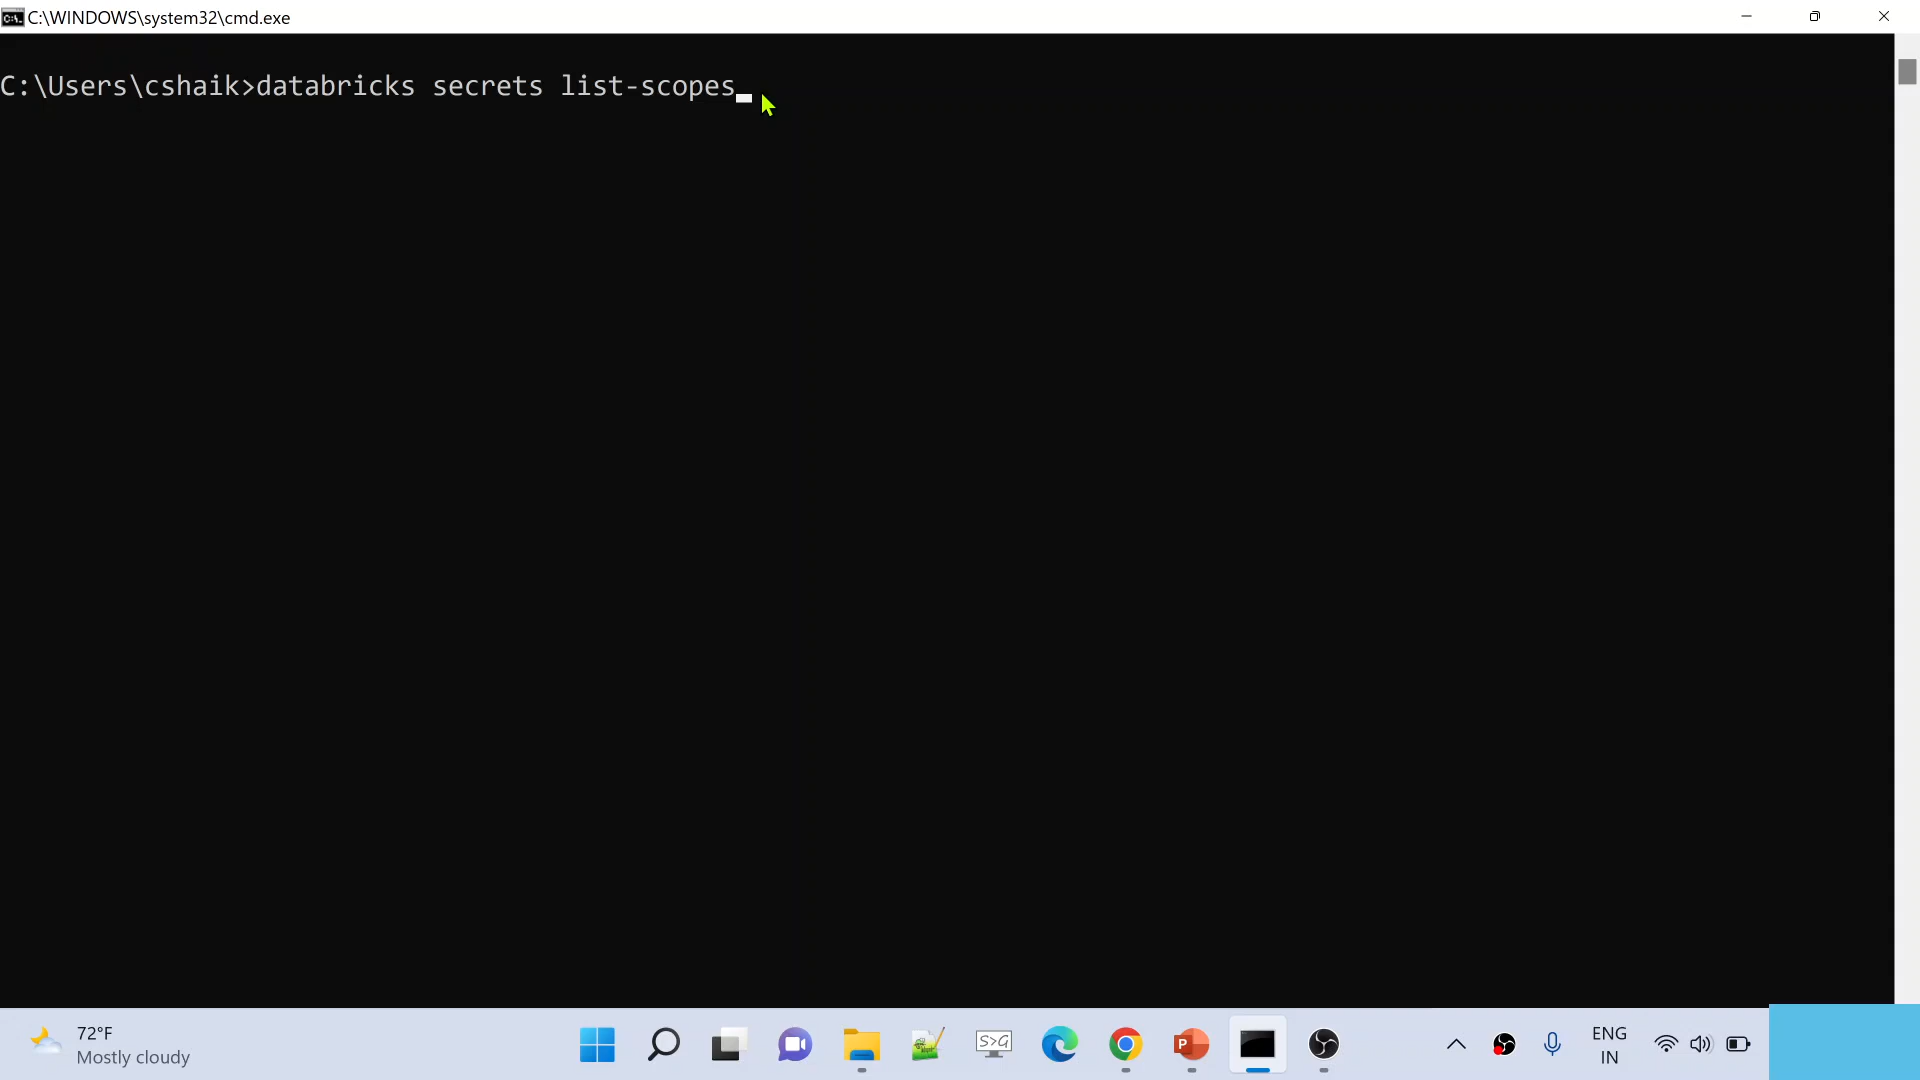 C:\WINDOWS\system32\cmd.exe
C:\Users\cshaik>databricks secrets list-scopes
72°F
Mostly cloudy
S>G
P
ENG
IN